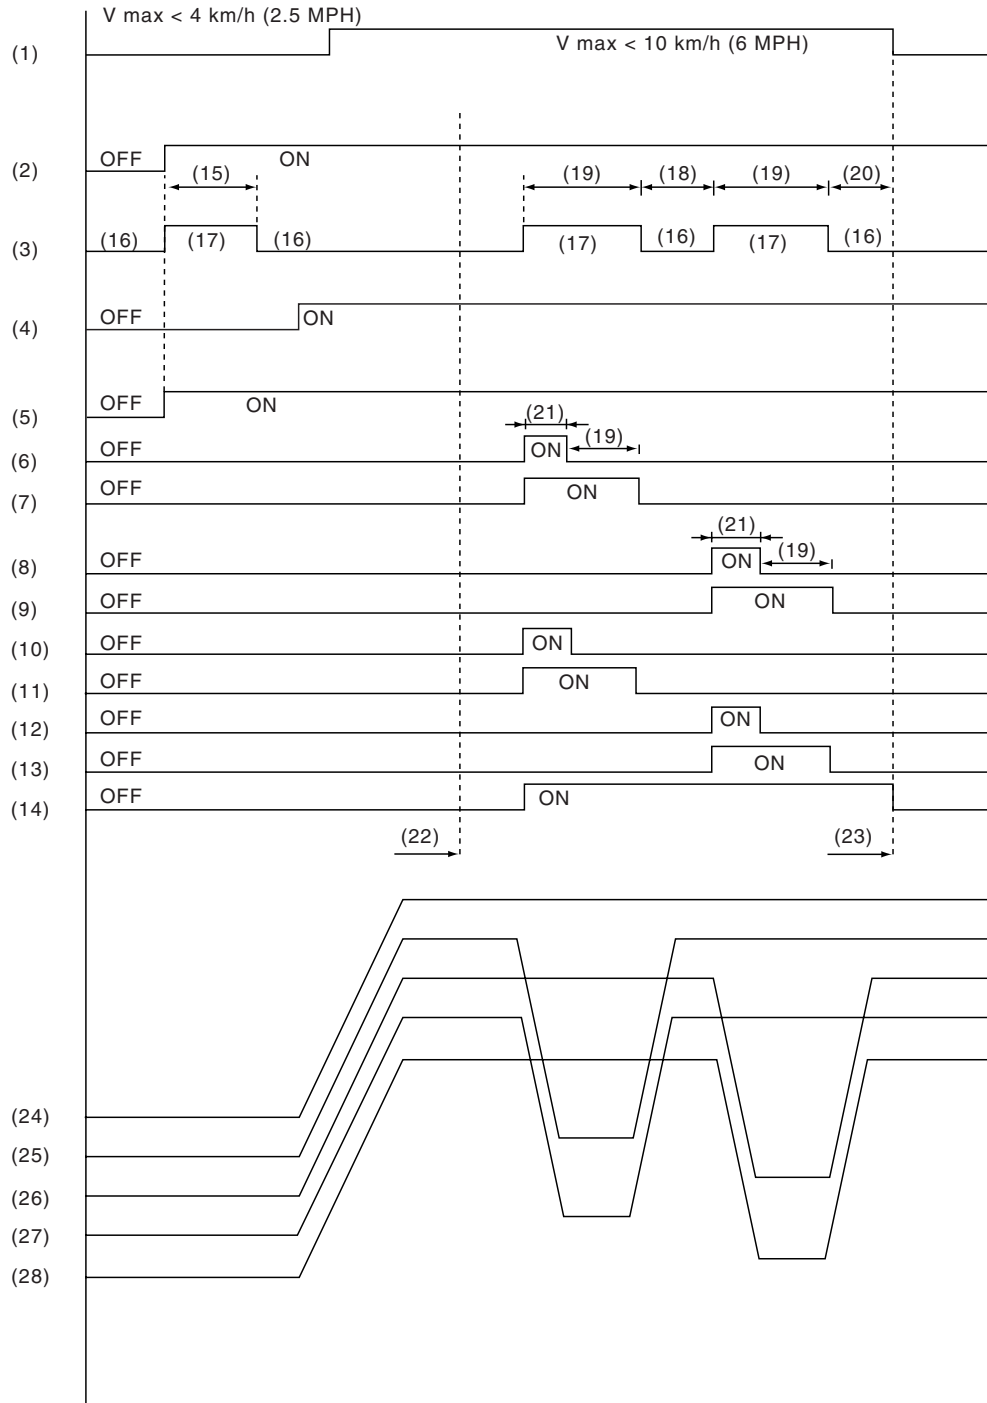 V max < 4 km/h (2.5 MPH)
(1)
V max < 10 km/h (6 MPH)
(2) OFF ON
(15) (19) (18) (19) (20)
(3) (16) (17) (16) (17) (16) (17) (16)
(4) OFF ON
(5) OFF ON
(21)
(6) OFF ON (19)
(7) OFF ON
(21)
(8) OFF ON (19)
(9) OFF ON
(10) OFF ON
(11) OFF ON
(12) OFF ON
(13) OFF ON
(14) OFF ON
(22) (23)
(24)
(25)
(26)
(27)
(28)